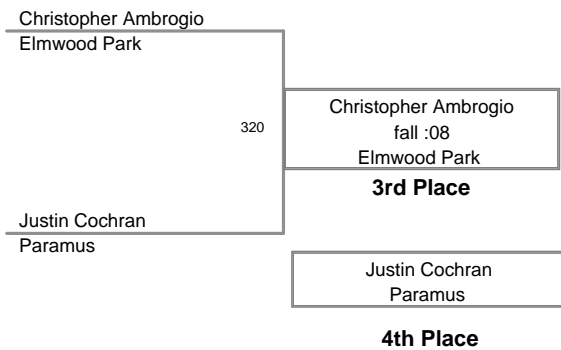 Christopher Ambrogio
Elmwood Park
320
Christopher Ambrogio
fall :08
Elmwood Park
3rd Place
Justin Cochran
Paramus
Justin Cochran
Paramus
4th Place